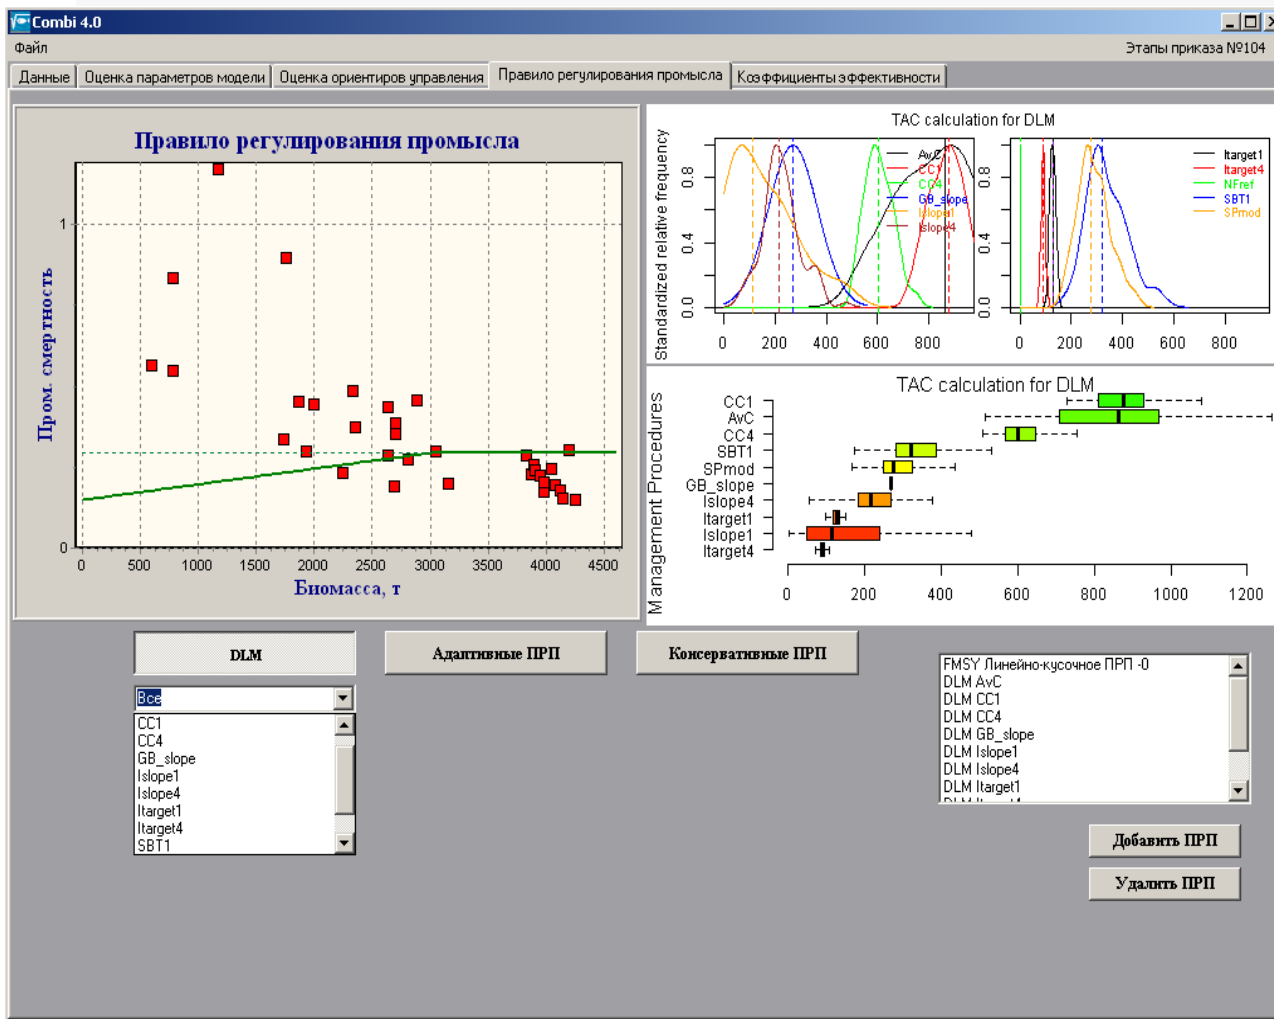 Combi 4.0
Файл
Этапы приказа №104
Данные
Оценка параметров модели
Оценка ориентиров управления
Правило регулирования промысла
Коэффициенты эффективности
Правило регулирования промысла
Пром. смертность
1
0
0 500 1000 1500 2000 2500 3000 3500 4000 4500
Биомасса, т
TAC calculation for DLM
Standardized relative frequency
0.8
0.4
0.0
0 200 400 600 800
AvC
CC1
CC4
GB_slope
Islope1
Islope4
0.8
0.4
0.0
0 200 400 600 800
Itarget1
Itarget4
NFref
SBT1
SPmod
TAC calculation for DLM
Management Procedures
CC1
AvC
CC4
SBT1
SPmod
GB_slope
Islope4
Itarget1
Islope1
Itarget4
0 200 400 600 800 1000 1200
DLM
Адаптивные ПРП
Консервативные ПРП
Все
CC1
CC4
GB_slope
Islope1
Islope4
Itarget1
Itarget4
SBT1
FMSY Линейно-кусочное ПРП -0
DLM AvC
DLM CC1
DLM CC4
DLM GB_slope
DLM Islope1
DLM Islope4
DLM Itarget1
Добавить ПРП
Удалить ПРП